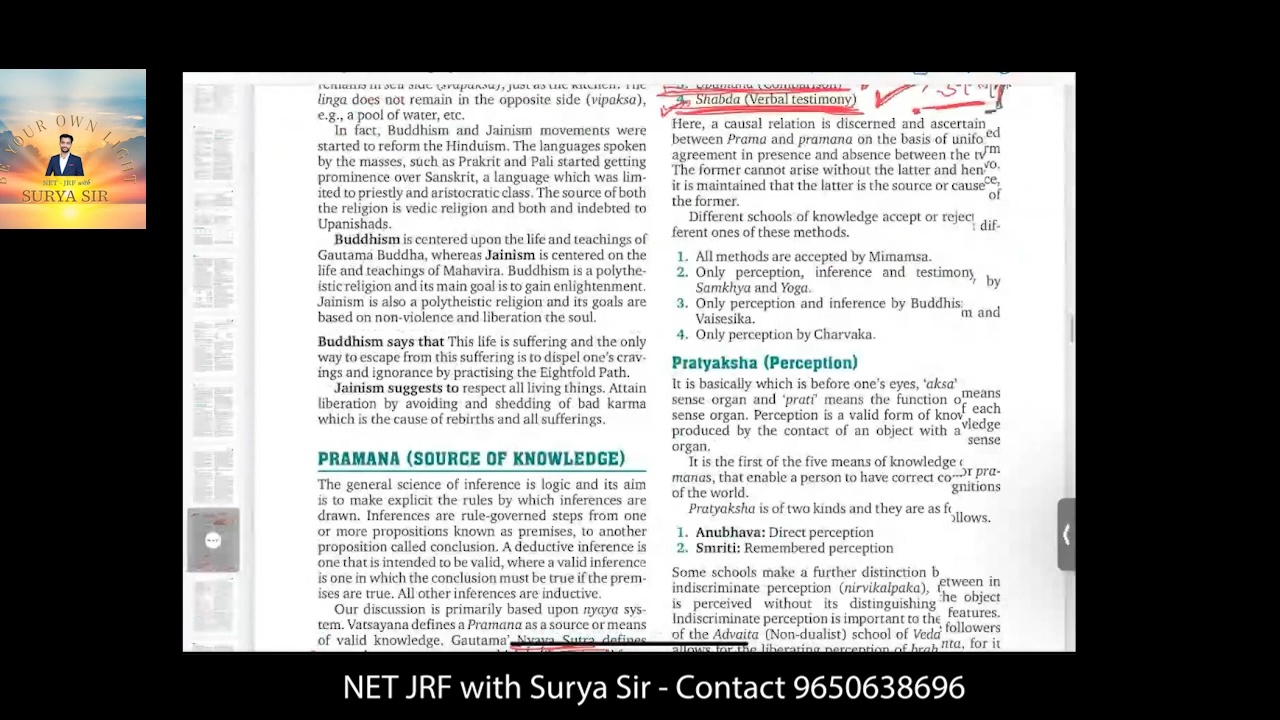 YOUR OWN
NET - JRF with
SURYA SIR
remains in self side (svapaksa), just as the kitchen. The
linga does not remain in the opposite side (vipaksa),
e.g., a pool of water, etc.
In fact, Buddhism and Jainism movements were
started to reform the Hinduism. The languages spoken
by the masses, such as Prakrit and Pali started getting
prominence over Sanskrit, a language which was lim-
ited to priestly and aristocrat class. The source of both
the religion is vedic religion and both and indebted to
Upanishads.
Buddhism is centered upon the life and teachings of
Gautama Buddha, whereas Jainism is centered on the
life and teachings of Mahavira. Buddhism is a polythe-
istic religion and its main goal is to gain enlightenment.
Jainism is also a polytheistic religion and its goals are
based on non-violence and liberation the soul.
Buddhism says that This life is suffering and the only
way to escape from this suffering is to dispel one's crav-
ings and ignorance by practising the Eightfold Path.
Jainism suggests to respect all living things. Attain
liberation by avoiding and shedding of bad karma,
which is the cause of rebirth and all sufferings.
PRAMANA (SOURCE OF KNOWLEDGE)
The general science of inference is logic and its aim
is to make explicit the rules by which inferences are
drawn. Inferences are rule-governed steps from one
or more propositions known as premises, to another
proposition called conclusion. A deductive inference is
one that is intended to be valid, where a valid inference
is one in which the conclusion must be true if the prem-
ises are true. All other inferences are inductive.
Our discussion is primarily based upon nyaya sys-
tem. Vatsayana defines a Pramana as a source or means
of valid knowledge. Gautama' Nyaya Sutra defines
3. Upamana (Comparison)
4. Shabda (Verbal testimony)
Here, a causal relation is discerned and ascertained
between Prama and pramana on the basis of uniform
agreement in presence and absence between the two.
The former cannot arise without the latter and hence,
it is maintained that the latter is the source or cause of
the former.
Different schools of knowledge accept or reject dif-
ferent ones of these methods.
1. All methods are accepted by Mimamsa.
2. Only perception, inference and testimony, by
Samkhya and Yoga.
3. Only perception and inference by Buddhism and
Vaisesika.
4. Only perception by Charvaka.
Pratyaksha (Perception)
It is basically which is before one's eyes, 'aksa' means
sense organ and 'prati' means the function of each
sense organ. Perception is a valid form of knowledge
produced by the contact of an object with a sense
organ.
It is the first of the five means of knowledge or pra-
manas, that enable a person to have correct cognitions
of the world.
Pratyaksha is of two kinds and they are as follows.
1. Anubhava: Direct perception
2. Smriti: Remembered perception
Some schools make a further distinction between in
indiscriminate perception (nirvikalpaka), the object
is perceived without its distinguishing features.
Indiscriminate perception is important to the followers
of the Advaita (Non-dualist) school of Vedanta, for it
allows for the liberating perception of brah
NET JRF with Surya Sir - Contact 9650638696